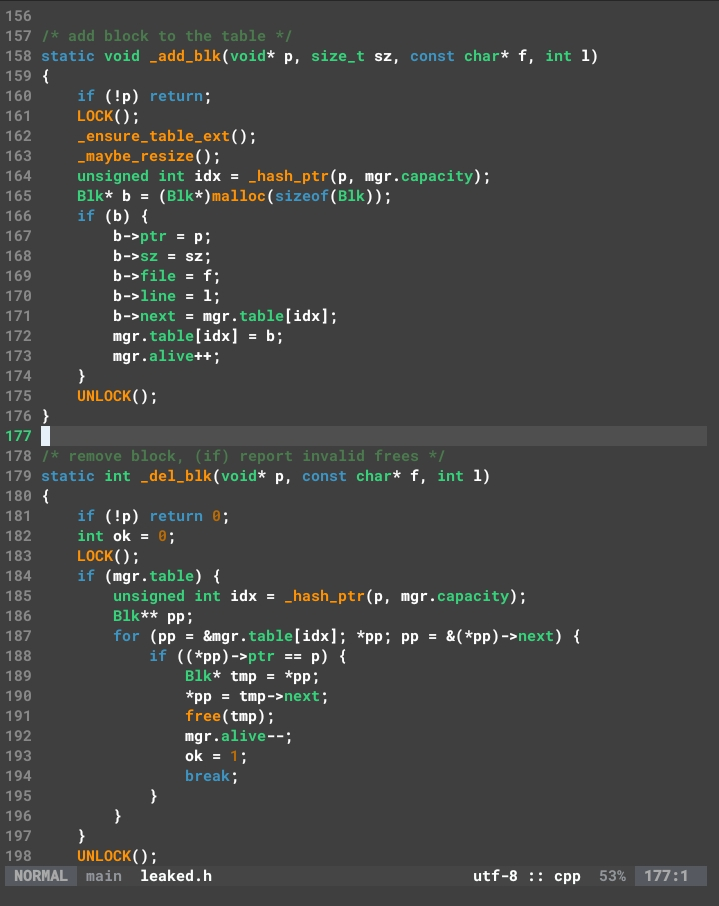 156
157 /* add block to the table */
158 static void _add_blk(void* p, size_t sz, const char* f, int l)
159 {
160     if (!p) return;
161     LOCK();
162     _ensure_table_ext();
163     _maybe_resize();
164     unsigned int idx = _hash_ptr(p, mgr.capacity);
165     Blk* b = (Blk*)malloc(sizeof(Blk));
166     if (b) {
167         b->ptr = p;
168         b->sz = sz;
169         b->file = f;
170         b->line = l;
171         b->next = mgr.table[idx];
172         mgr.table[idx] = b;
173         mgr.alive++;
174     }
175     UNLOCK();
176 }
177
178 /* remove block, (if) report invalid frees */
179 static int _del_blk(void* p, const char* f, int l)
180 {
181     if (!p) return 0;
182     int ok = 0;
183     LOCK();
184     if (mgr.table) {
185         unsigned int idx = _hash_ptr(p, mgr.capacity);
186         Blk** pp;
187         for (pp = &mgr.table[idx]; *pp; pp = &(*pp)->next) {
188             if ((*pp)->ptr == p) {
189                 Blk* tmp = *pp;
190                 *pp = tmp->next;
191                 free(tmp);
192                 mgr.alive--;
193                 ok = 1;
194                 break;
195             }
196         }
197     }
198     UNLOCK();
NORMAL main leaked.h utf-8 :: cpp 53% 177:1